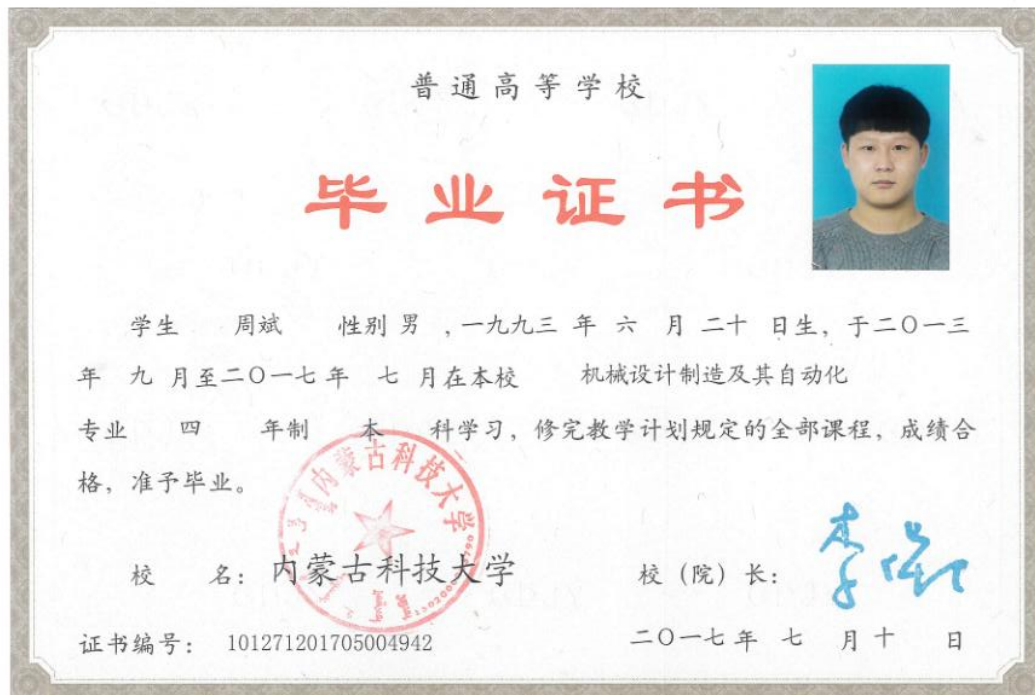 普通高等学校
毕业证书
学生 周斌 性别 男 , 一九九三 年 六 月 二十 日生, 于二〇一三
年 九 月至二〇一七年 七 月在本校 机械设计制造及其自动化
专业 四 年制 本 科学习, 修完教学计划规定的全部课程, 成绩合
格, 准予毕业。
内蒙古科技大学
校 名: 内蒙古科技大学 校 (院) 长:
证书编号: 101271201705004942 二〇一七年 七 月 十 日